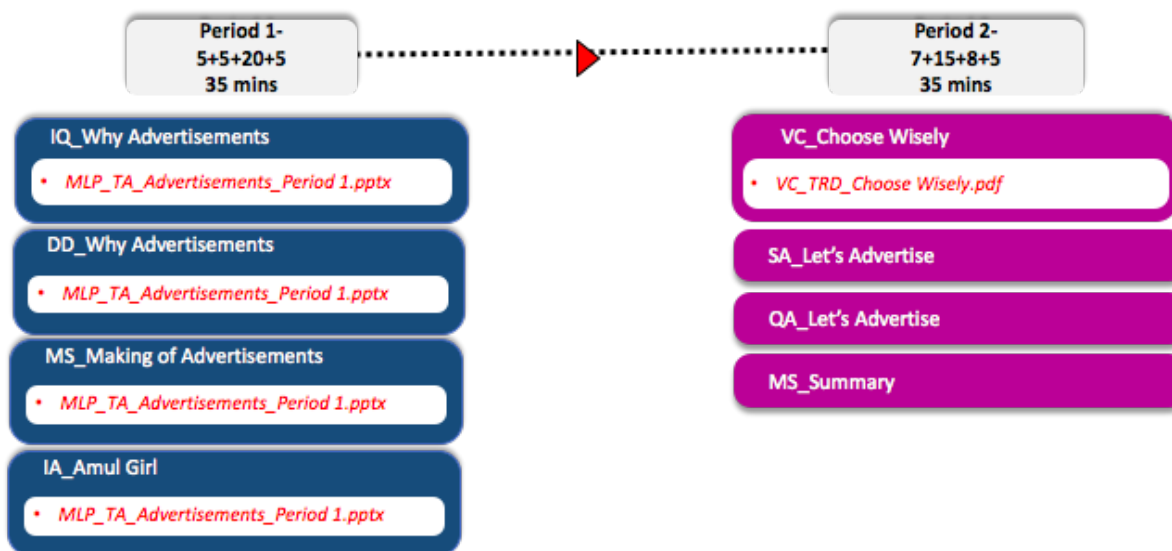 Period 1-
5+5+20+5
35 mins
Period 2-
7+15+8+5
35 mins
IQ_Why Advertisements
• MLP_TA_Advertisements_Period 1.pptx
DD_Why Advertisements
• MLP_TA_Advertisements_Period 1.pptx
MS_Making of Advertisements
• MLP_TA_Advertisements_Period 1.pptx
IA_Amul Girl
• MLP_TA_Advertisements_Period 1.pptx
VC_Choose Wisely
• VC_TRD_Choose Wisely.pdf
SA_Let’s Advertise
QA_Let’s Advertise
MS_Summary